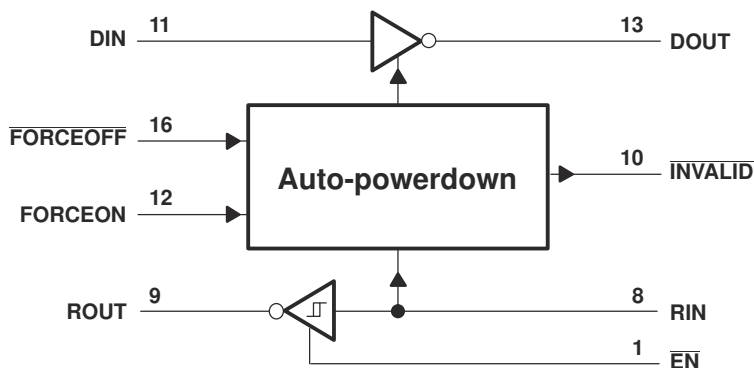 DIN 11 13 DOUT
FORCEOFF 16
Auto-powerdown 10 INVALID
FORCEON 12
ROUT 9 8 RIN
1 EN